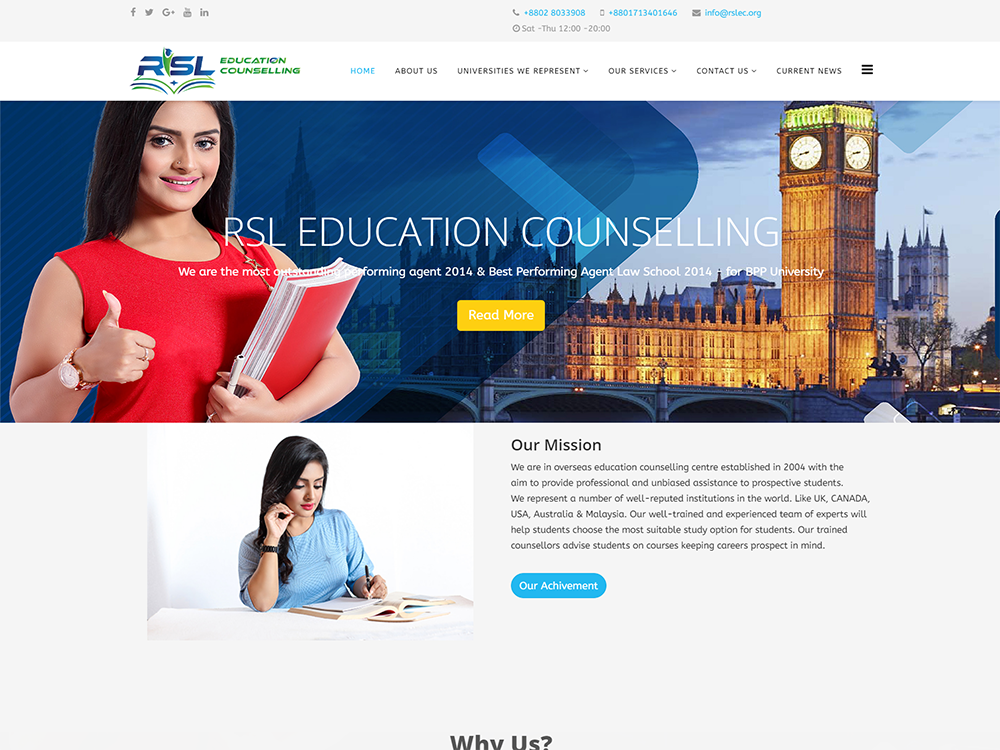 +8802 8033908 +8801713401646 info@rslec.org
Sat -Thu 12:00 -20:00
RSL EDUCATION
COUNSELLING
HOME ABOUT US UNIVERSITIES WE REPRESENT OUR SERVICES CONTACT US CURRENT NEWS
RSL EDUCATION COUNSELLING
We are the most outstanding performing agent 2014 & Best Performing Agent Law School 2014 - for BPP University
Read More
Our Mission
We are in overseas education counselling centre established in 2004 with the
aim to provide professional and unbiased assistance to prospective students.
We represent a number of well-reputed institutions in the world. Like UK, CANADA,
USA, Australia & Malaysia. Our well-trained and experienced team of experts will
help students choose the most suitable study option for students. Our trained
counsellors advise students on courses keeping careers prospect in mind.
Our Achivement
Why Us?